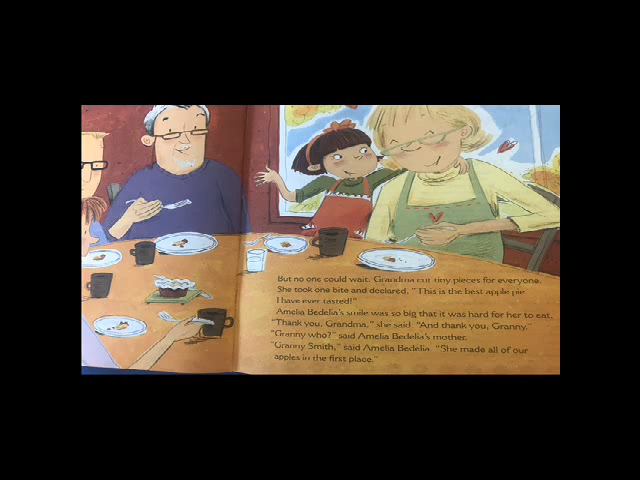 But no one could wait. Grandma cut tiny pieces for everyone.
She took one bite and declared, "This is the best apple pie
I have ever tasted!"
Amelia Bedelia's smile was so big that it was hard for her to eat.
"Thank you, Grandma," she said. "And thank you, Granny."
"Granny who?" said Amelia Bedelia's mother.
"Granny Smith," said Amelia Bedelia. "She made all of our
apples in the first place."